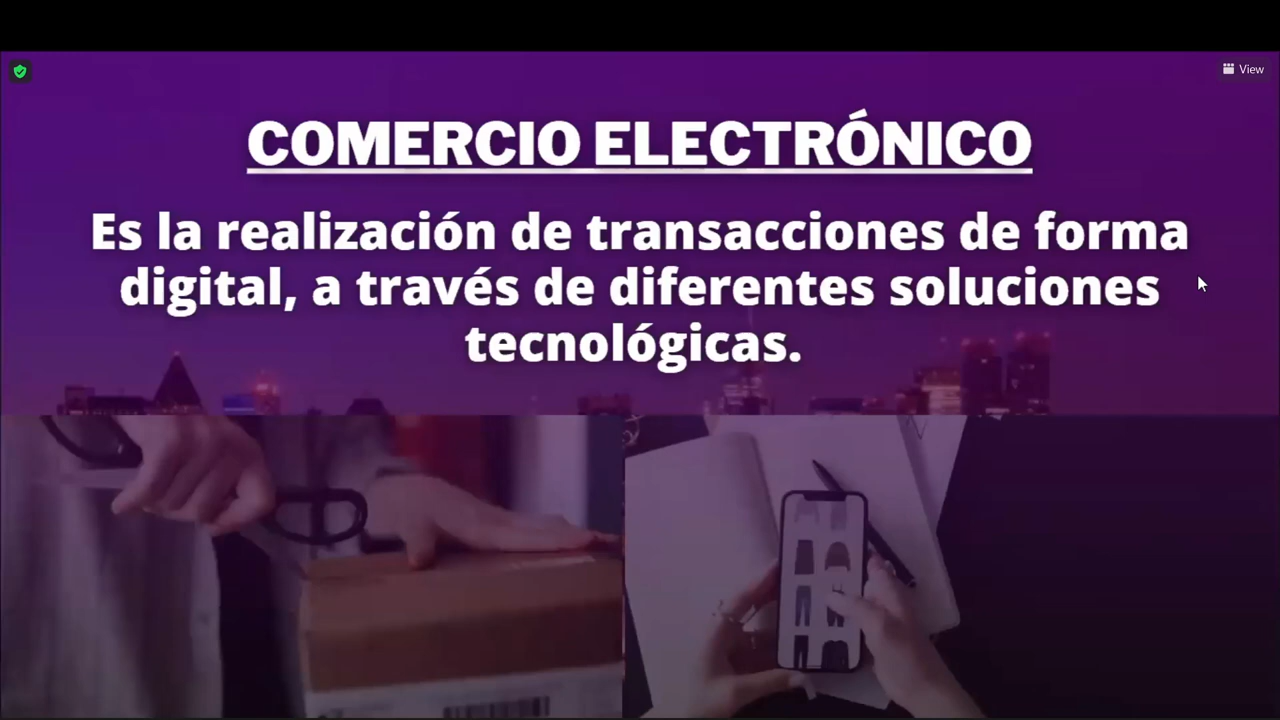 View
COMERCIO ELECTRÓNICO
Es la realización de transacciones de forma
digital, a través de diferentes soluciones
tecnológicas.